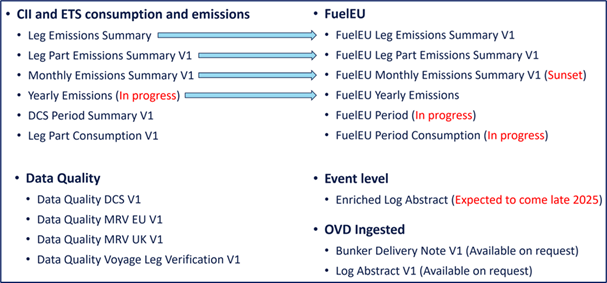 CII and ETS consumption and emissions
Leg Emissions Summary
Leg Part Emissions Summary V1
Monthly Emissions Summary V1
Yearly Emissions (In progress)
DCS Period Summary V1
Leg Part Consumption V1
FuelEU
FuelEU Leg Emissions Summary V1
FuelEU Leg Part Emissions Summary V1
FuelEU Monthly Emissions Summary V1 (Sunset)
FuelEU Yearly Emissions
FuelEU Period (In progress)
FuelEU Period Consumption (In progress)
Data Quality
Data Quality DCS V1
Data Quality MRV EU V1
Data Quality MRV UK V1
Data Quality Voyage Leg Verification V1
Event level
Enriched Log Abstract (Expected to come late 2025)
OVD Ingested
Bunker Delivery Note V1 (Available on request)
Log Abstract V1 (Available on request)